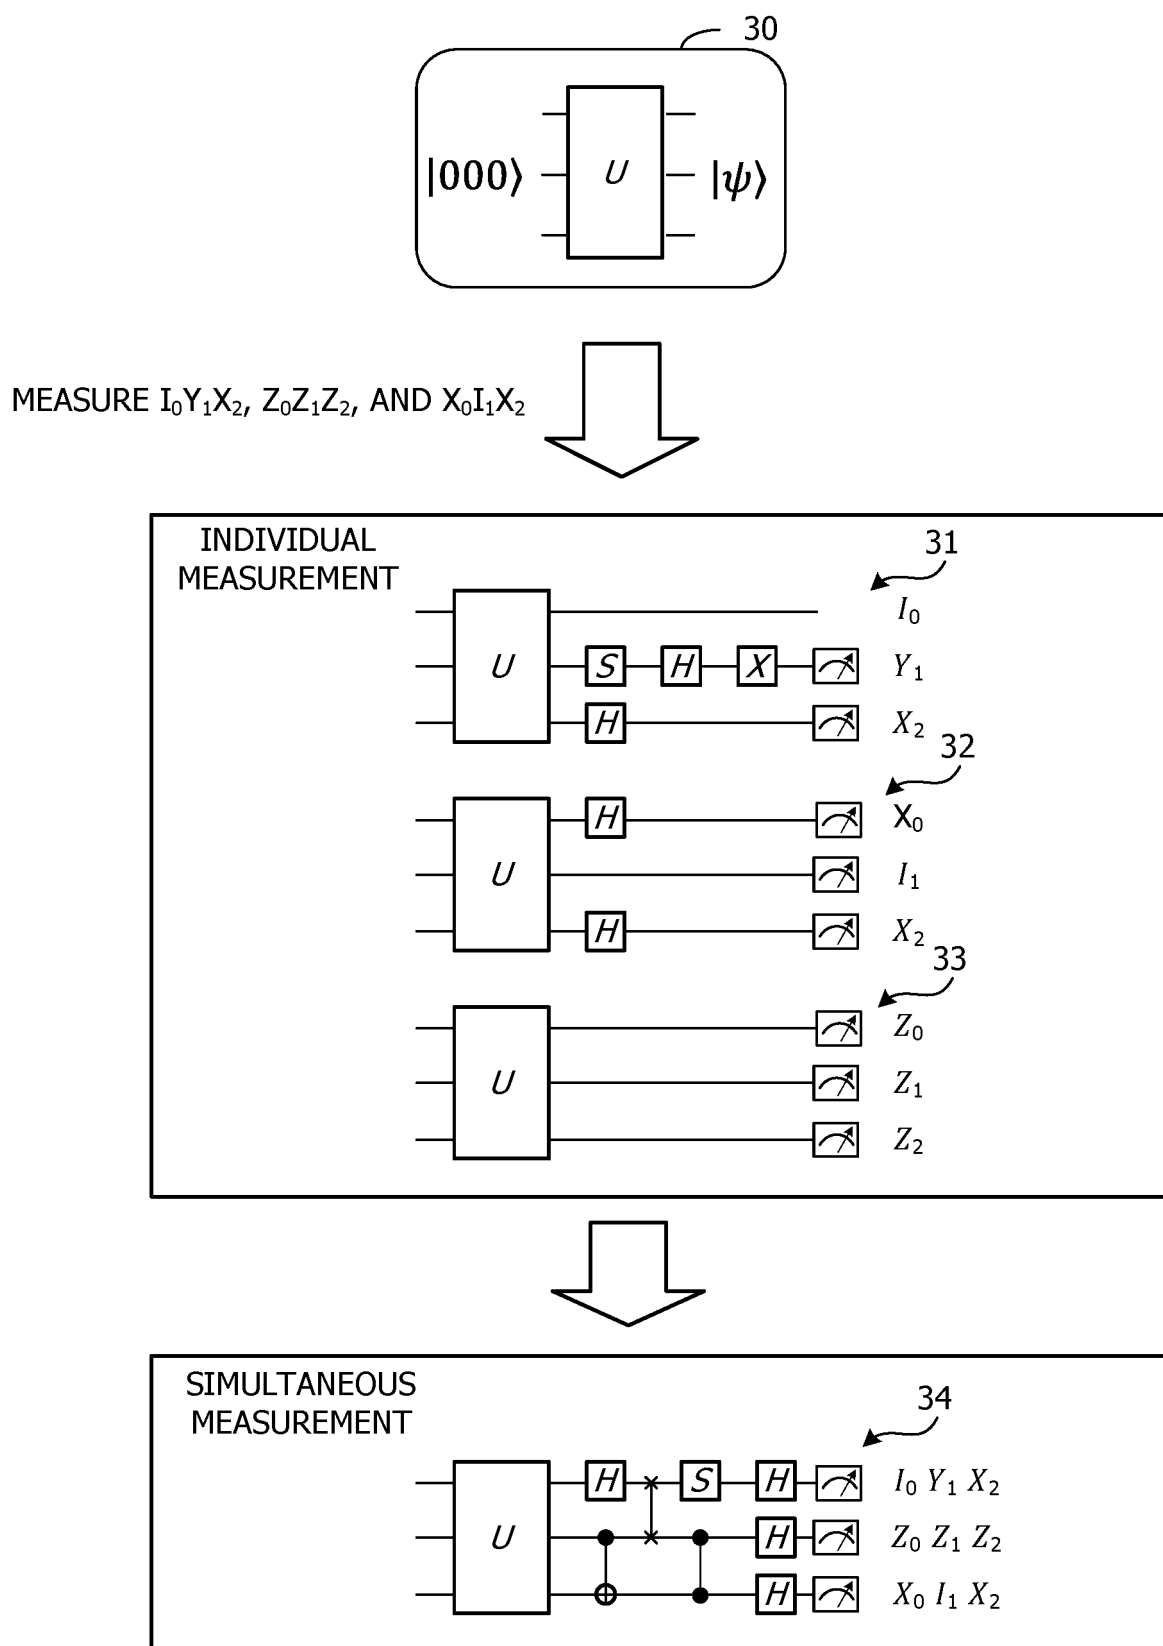 30
|000⟩ U |ψ⟩
MEASURE I₀Y₁X₂, Z₀Z₁Z₂, AND X₀I₁X₂
INDIVIDUAL
MEASUREMENT
31
I₀
U S H X Y₁
H X₂
32
H X₀
U I₁
H X₂
33
Z₀
U Z₁
Z₂
SIMULTANEOUS
MEASUREMENT
34
H S H I₀ Y₁ X₂
U H Z₀ Z₁ Z₂
H X₀ I₁ X₂